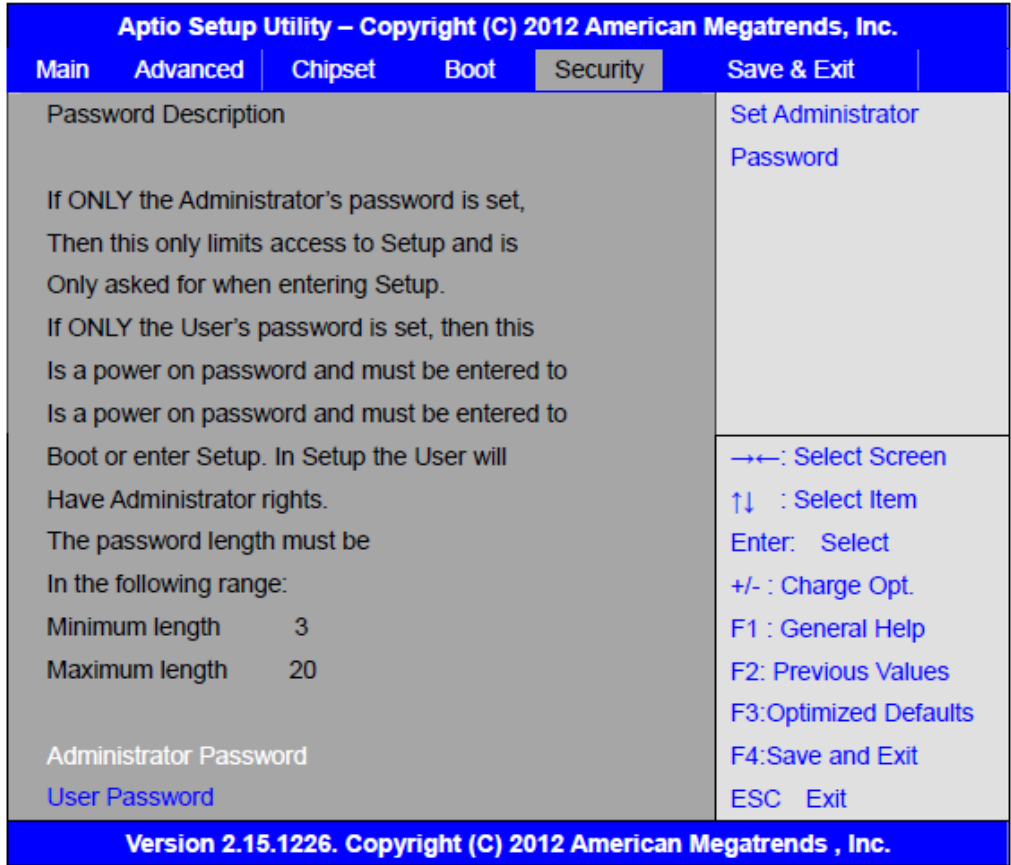 Aptio Setup Utility – Copyright (C) 2012 American Megatrends, Inc.
Main Advanced Chipset Boot Security Save & Exit
Password Description
If ONLY the Administrator’s password is set,
Then this only limits access to Setup and is
Only asked for when entering Setup.
If ONLY the User’s password is set, then this
Is a power on password and must be entered to
Is a power on password and must be entered to
Boot or enter Setup. In Setup the User will
Have Administrator rights.
The password length must be
In the following range:
Minimum length 3
Maximum length 20
Administrator Password
User Password
Set Administrator
Password
→←: Select Screen
↑↓ : Select Item
Enter: Select
+/- : Charge Opt.
F1 : General Help
F2: Previous Values
F3:Optimized Defaults
F4:Save and Exit
ESC Exit
Version 2.15.1226. Copyright (C) 2012 American Megatrends , Inc.